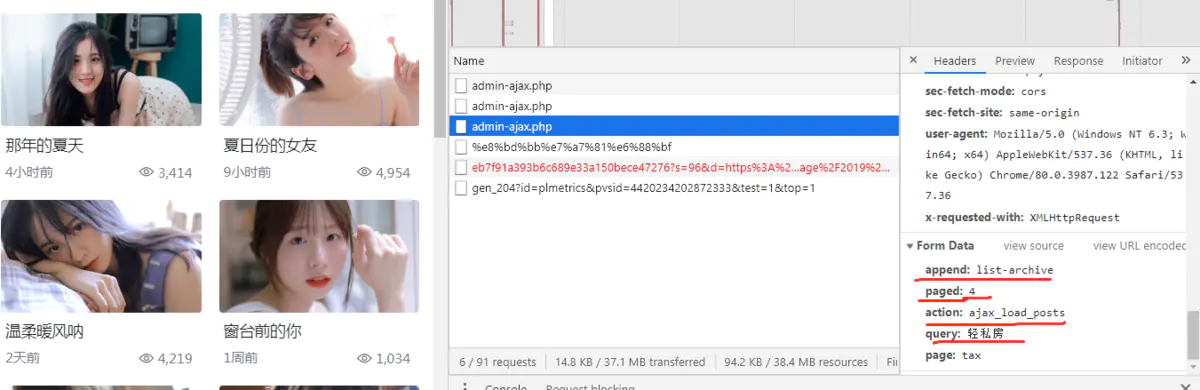 那年的夏天
4小时前 3,414
夏日份的女友
9小时前 4,954
温柔暖风呐
2天前 4,219
窗台前的你
1周前 1,034
Name
admin-ajax.php
admin-ajax.php
admin-ajax.php
%e8%bd%bb%e7%a7%81%e6%88%bf
eb7f91a393b6c689e33a150bece47276?s=96&d=https%3A%2...age%2F2019%2...
gen_204?id=plmetrics&pvsid=4420234202872333&test=1&top=1
6 / 91 requests
14.8 KB / 37.1 MB transferred
94.2 KB / 38.4 MB resources
× Headers Preview Response Initiator »
sec-fetch-mode: cors
sec-fetch-site: same-origin
user-agent: Mozilla/5.0 (Windows NT 6.3; W
in64; x64) AppleWebKit/537.36 (KHTML, li
ke Gecko) Chrome/80.0.3987.122 Safari/53
7.36
x-requested-with: XMLHttpRequest
Form Data view source view URL encoded
append: list-archive
paged: 4
action: ajax_load_posts
query: 轻私房
page: tax
Console Request blocking